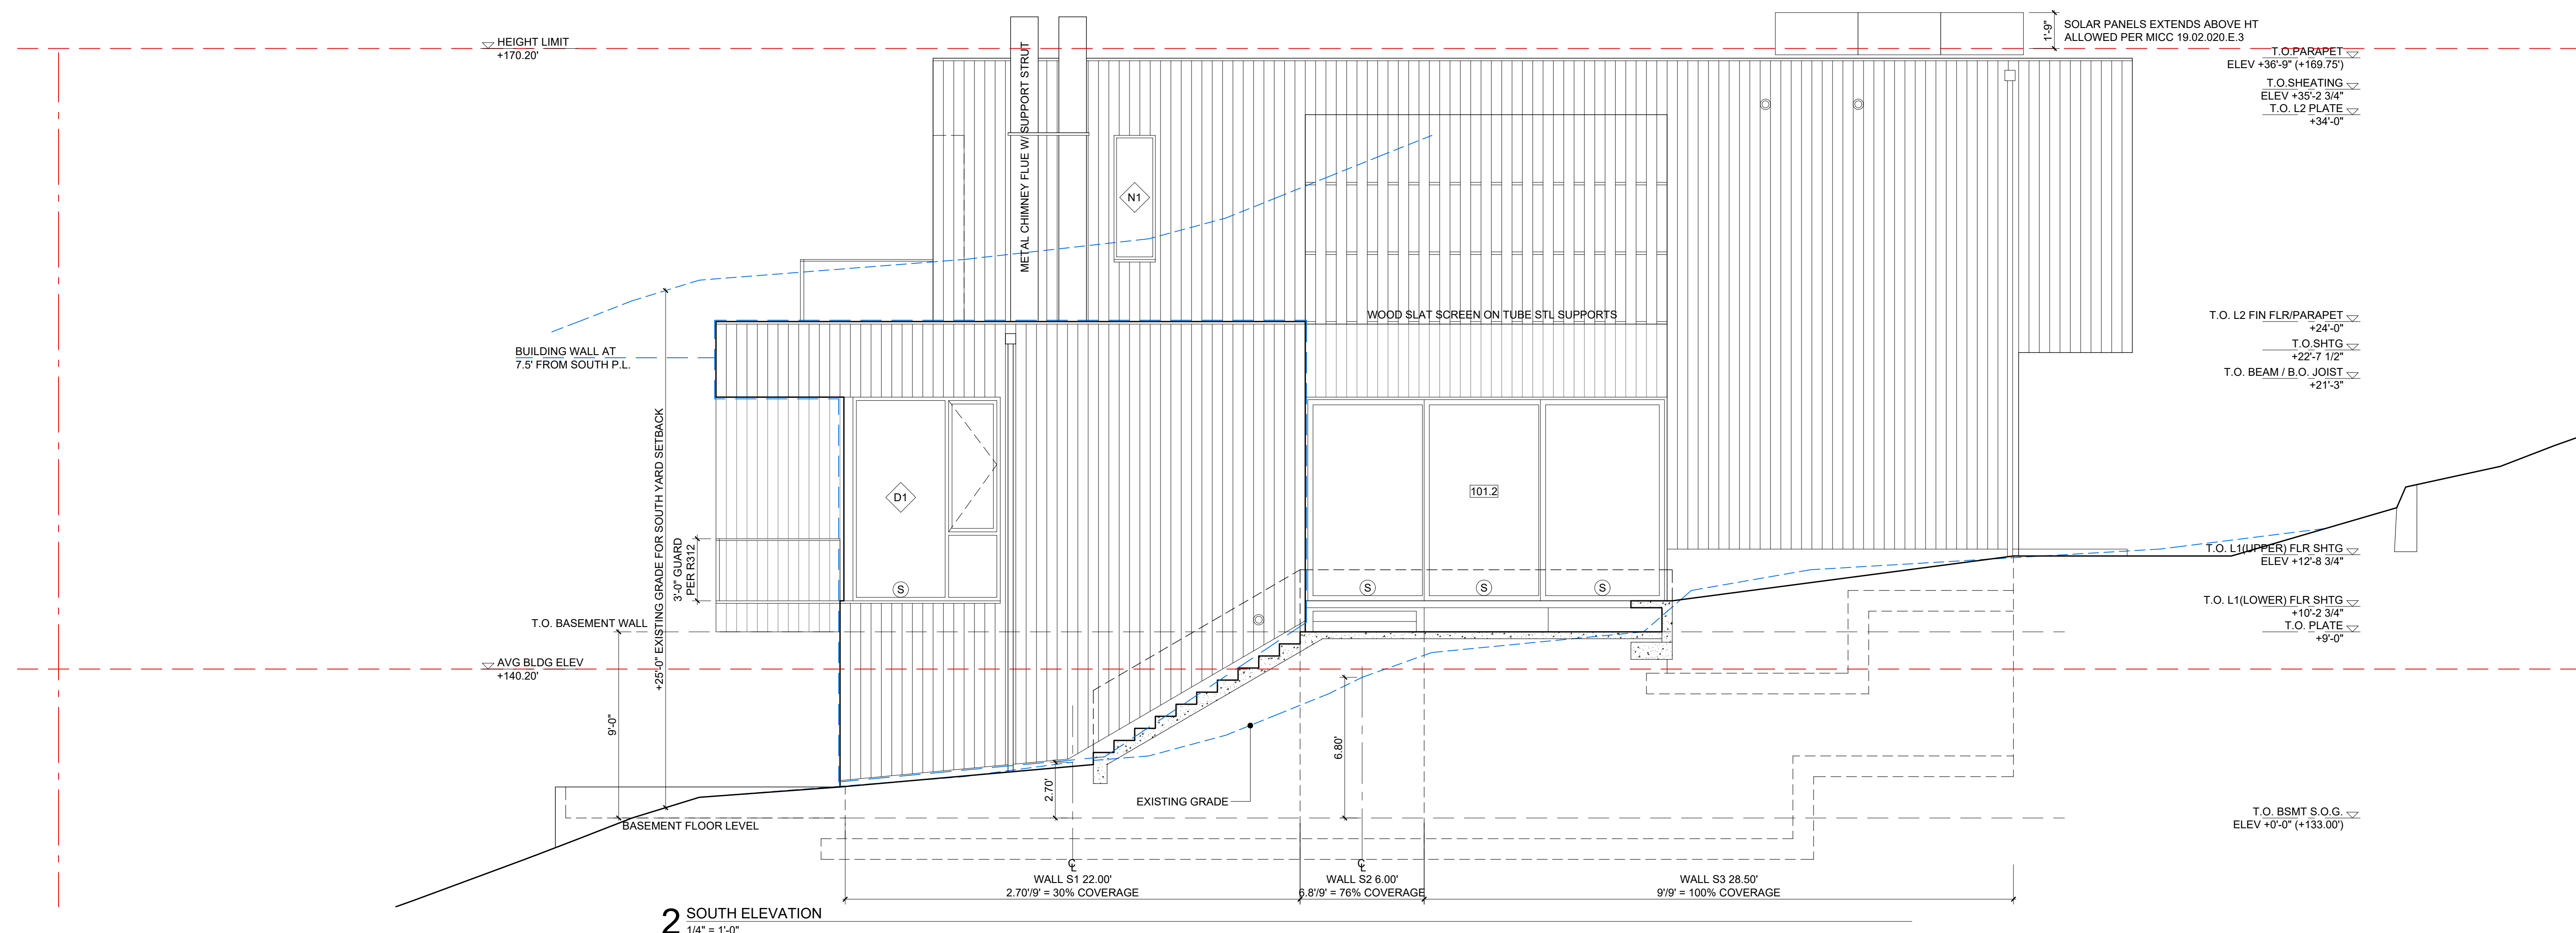 HEIGHT LIMIT
+170.20'
METAL CHIMNEY FLUE W/ SUPPORT STRUT
1'-9"
SOLAR PANELS EXTENDS ABOVE HT
ALLOWED PER MICC 19.02.020.E.3
T.O.PARAPET
ELEV +36'-9" (+169.75')
T.O.SHEATING
ELEV +35'-2 3/4"
T.O. L2 PLATE
+34'-0"
N1
WOOD SLAT SCREEN ON TUBE STL SUPPORTS
T.O. L2 FIN FLR/PARAPET
+24'-0"
T.O.SHTG
+22'-7 1/2"
T.O. BEAM / B.O. JOIST
+21'-3"
BUILDING WALL AT
7.5' FROM SOUTH P.L.
+25'-0" EXISTING GRADE FOR SOUTH YARD SETBACK
3'-0" GUARD
PER R312
D1
S
101.2
S
S
S
T.O. L1(UPPER) FLR SHTG
ELEV +12'-8 3/4"
T.O. L1(LOWER) FLR SHTG
+10'-2 3/4"
T.O. PLATE
+9'-0"
T.O. BASEMENT WALL
AVG BLDG ELEV
+140.20'
9'-0"
2.70'
6.80'
EXISTING GRADE
BASEMENT FLOOR LEVEL
T.O. BSMT S.O.G.
ELEV +0'-0" (+133.00')
℄
℄
WALL S1 22.00'
2.70'/9' = 30% COVERAGE
WALL S2 6.00'
6.8'/9' = 76% COVERAGE
WALL S3 28.50'
9'/9' = 100% COVERAGE
2 SOUTH ELEVATION
1/4" = 1'-0"